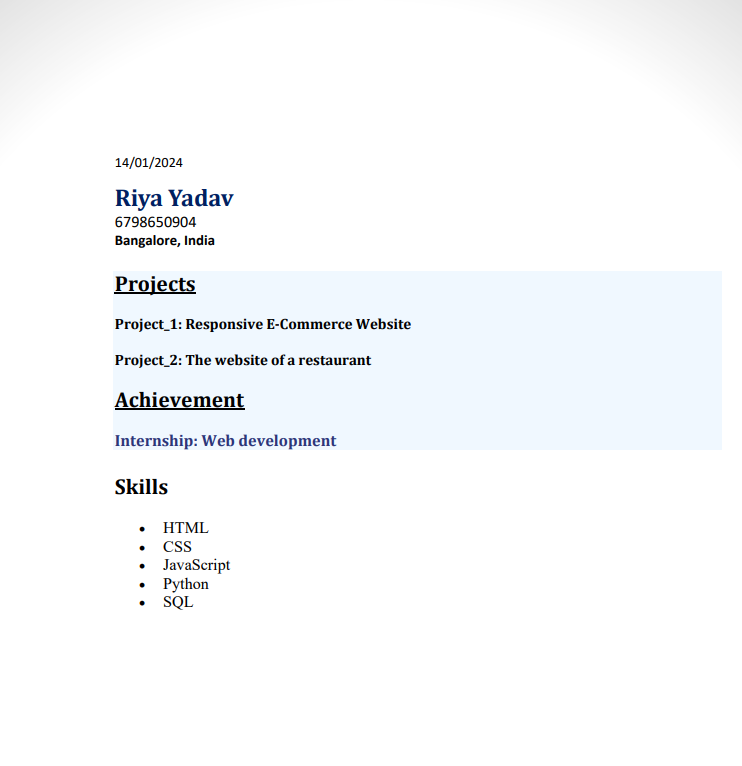 14/01/2024
Riya Yadav
6798650904
Bangalore, India
Projects
Project_1: Responsive E-Commerce Website
Project_2: The website of a restaurant
Achievement
Internship: Web development
Skills
• HTML
• CSS
• JavaScript
• Python
• SQL